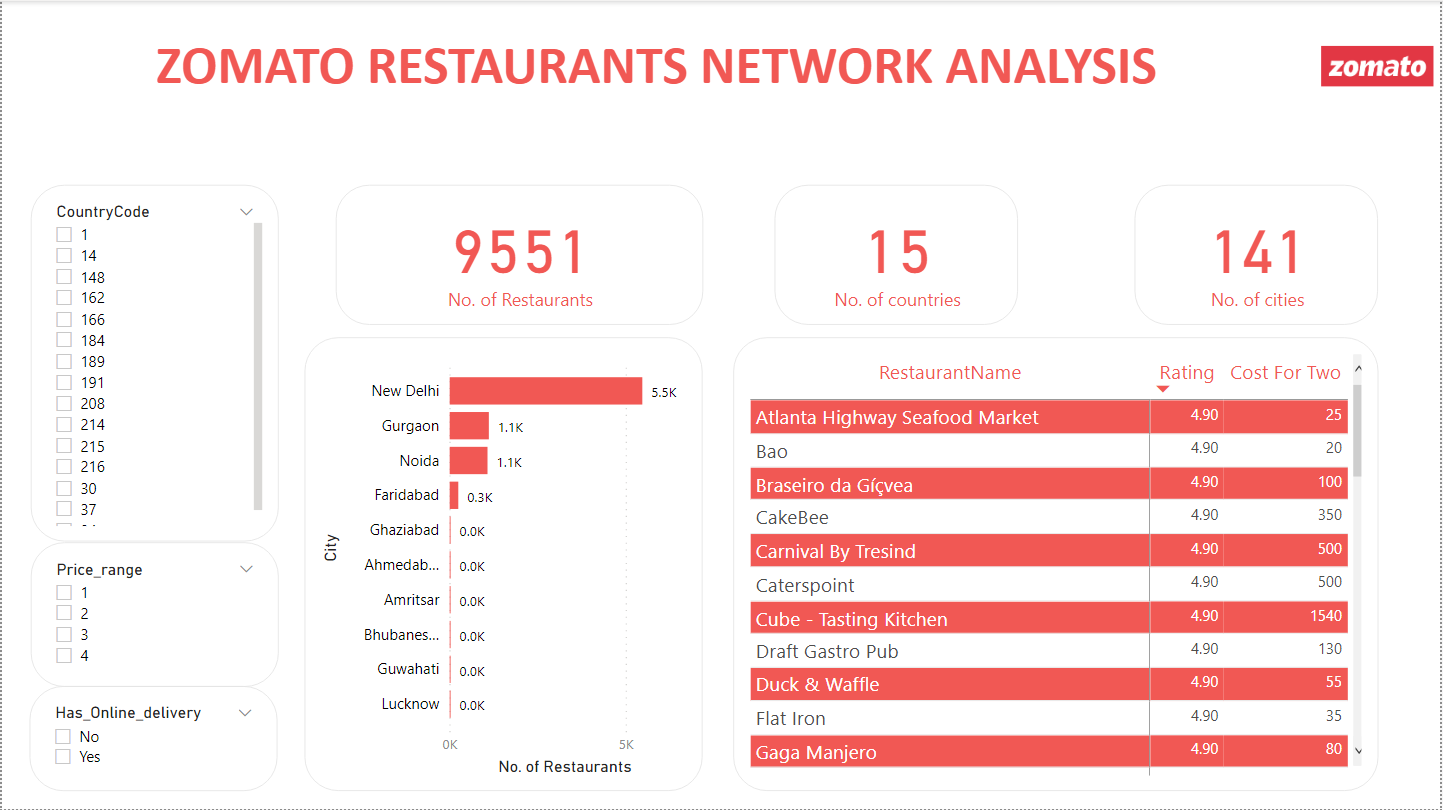 ZOMATO RESTAURANTS NETWORK ANALYSIS
zomato
CountryCode
1
14
148
162
166
184
189
191
208
214
215
216
30
37
Price_range
1
2
3
4
Has_Online_delivery
No
Yes
9551
No. of Restaurants
15
No. of countries
141
No. of cities
City
New Delhi 5.5K
Gurgaon 1.1K
Noida 1.1K
Faridabad 0.3K
Ghaziabad 0.0K
Ahmedab... 0.0K
Amritsar 0.0K
Bhubanes... 0.0K
Guwahati 0.0K
Lucknow 0.0K
0K 5K
No. of Restaurants
RestaurantName Rating Cost For Two
Atlanta Highway Seafood Market 4.90 25
Bao 4.90 20
Braseiro da Gíçvea 4.90 100
CakeBee 4.90 350
Carnival By Tresind 4.90 500
Caterspoint 4.90 500
Cube - Tasting Kitchen 4.90 1540
Draft Gastro Pub 4.90 130
Duck & Waffle 4.90 55
Flat Iron 4.90 35
Gaga Manjero 4.90 80